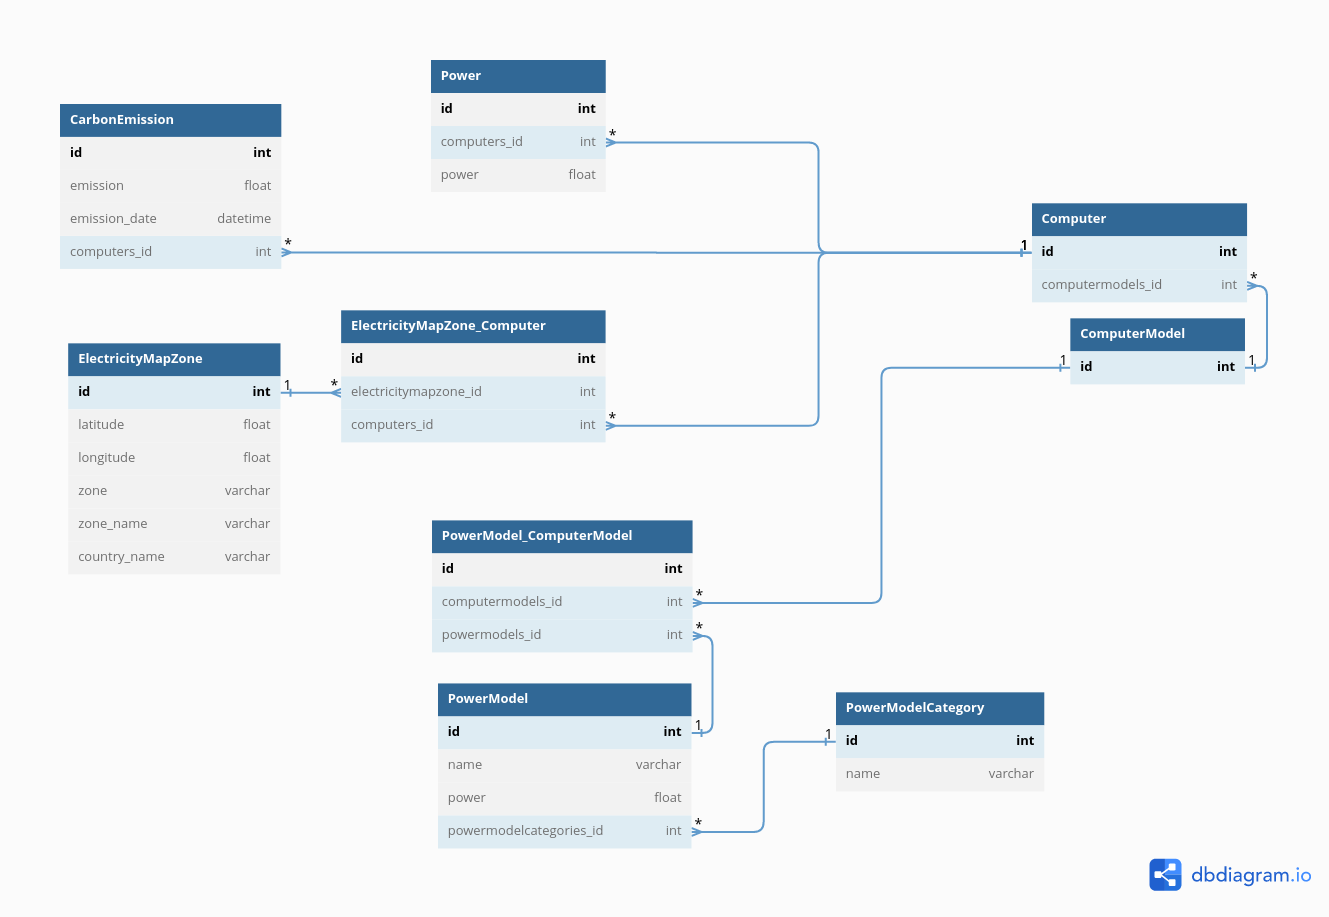 Power
id int
computers_id int *
power float
CarbonEmission
id int
emission float
emission_date datetime
computers_id int *
Computer
1 id int
computermodels_id int *
ComputerModel
1 id int 1
ElectricityMapZone_Computer
id int
* electricitymapzone_id int
computers_id int *
ElectricityMapZone
id int 1
latitude float
longitude float
zone varchar
zone_name varchar
country_name varchar
PowerModel_ComputerModel
id int
computermodels_id int *
powermodels_id int *
PowerModel
id int 1
name varchar
power float
powermodelcategories_id int *
PowerModelCategory
1 id int
name varchar
dbdiagram.io